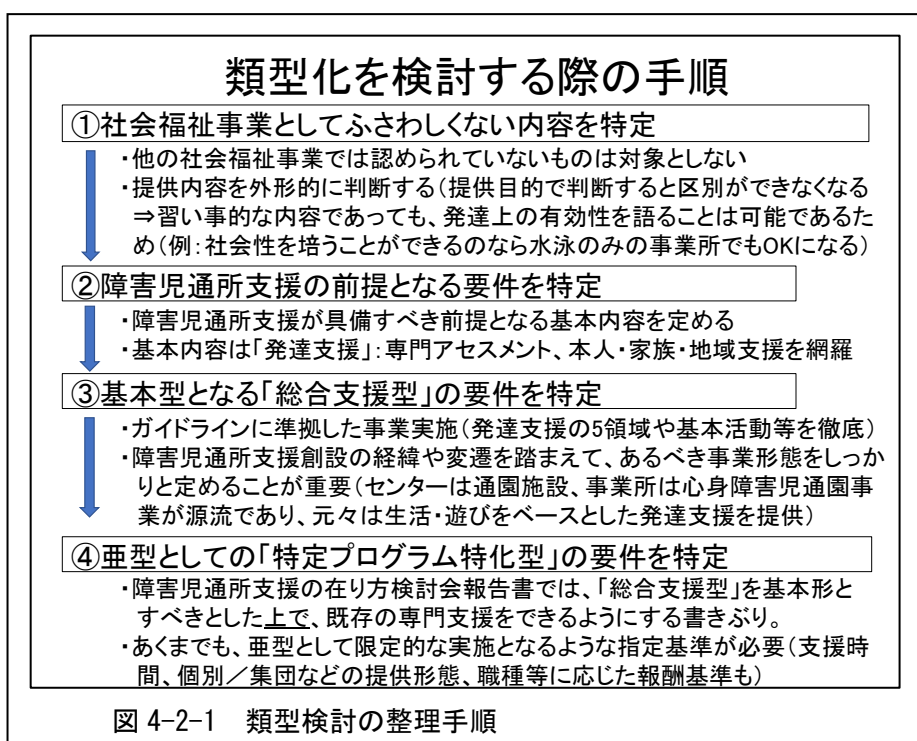 類型化を検討する際の手順
①社会福祉事業としてふさわしくない内容を特定
・他の社会福祉事業では認められていないものは対象としない
・提供内容を外形的に判断する(提供目的で判断すると区別ができなくなる
⇒習い事的な内容であっても、発達上の有効性を語ることは可能であるた
め(例:社会性を培うことができるのなら水泳のみの事業所でもOKになる)
②障害児通所支援の前提となる要件を特定
・障害児通所支援が具備すべき前提となる基本内容を定める
・基本内容は「発達支援」:専門アセスメント、本人・家族・地域支援を網羅
③基本型となる「総合支援型」の要件を特定
・ガイドラインに準拠した事業実施(発達支援の5領域や基本活動等を徹底)
・障害児通所支援創設の経緯や変遷を踏まえて、あるべき事業形態をしっか
りと定めることが重要(センターは通園施設、事業所は心身障害児通園事
業が源流であり、元々は生活・遊びをベースとした発達支援を提供)
④亜型としての「特定プログラム特化型」の要件を特定
・障害児通所支援の在り方検討会報告書では、「総合支援型」を基本形と
すべきとした上で、既存の専門支援をできるようにする書きぶり。
・あくまでも、亜型として限定的な実施となるような指定基準が必要(支援時
間、個別/集団などの提供形態、職種等に応じた報酬基準も)
図 4-2-1 類型検討の整理手順